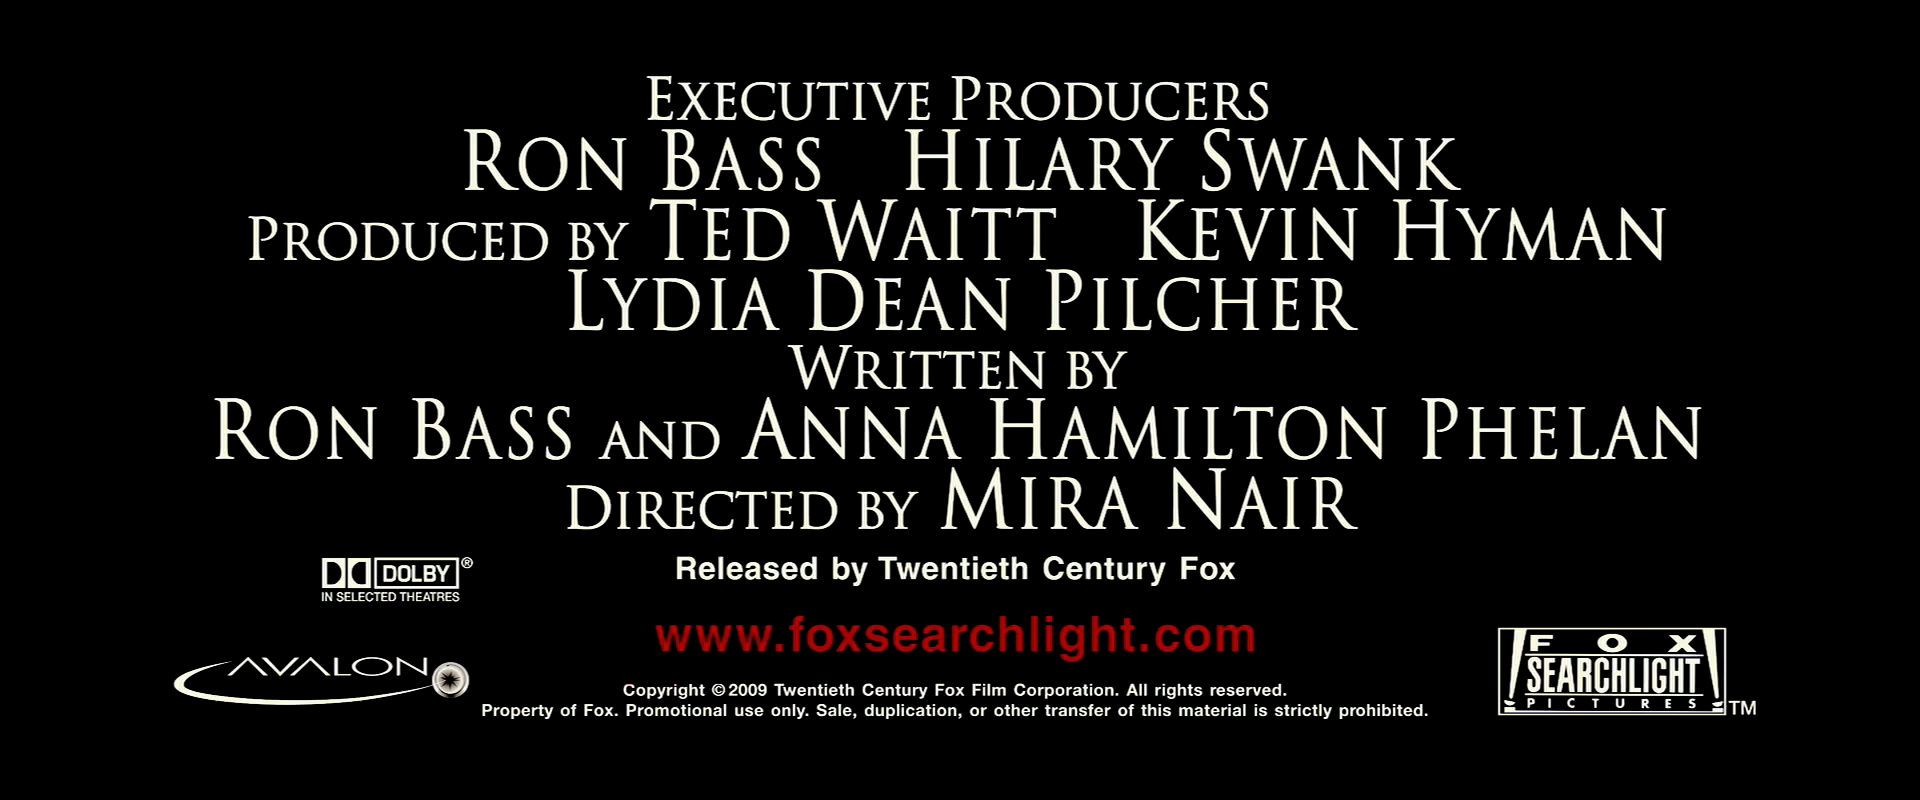 EXECUTIVE PRODUCERS
RON BASS HILARY SWANK
PRODUCED BY TED WAITT KEVIN HYMAN
LYDIA DEAN PILCHER
WRITTEN BY
RON BASS AND ANNA HAMILTON PHELAN
DIRECTED BY MIRA NAIR
DOLBY®
IN SELECTED THEATRES
Released by Twentieth Century Fox
www.foxsearchlight.com
AVALON
Copyright ©2009 Twentieth Century Fox Film Corporation. All rights reserved.
Property of Fox. Promotional use only. Sale, duplication, or other transfer of this material is strictly prohibited.
FOX
SEARCHLIGHT
PICTURES TM